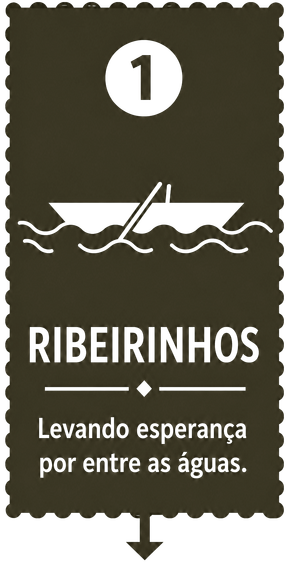 1
RIBEIRINHOS
Levando esperança
por entre as águas.